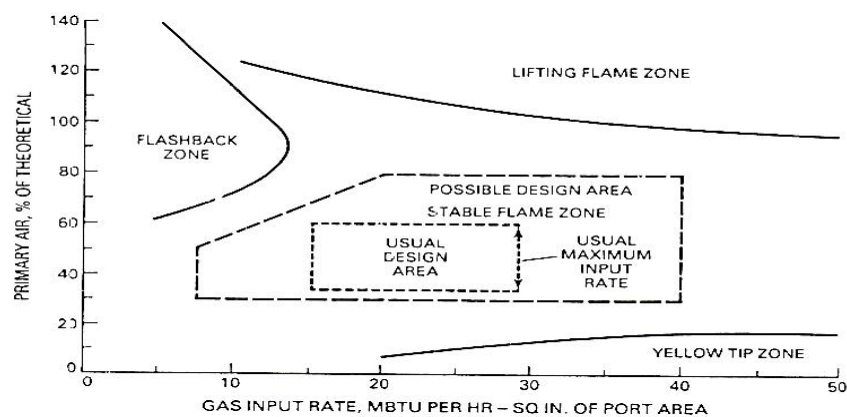 140
120
100
80
60
40
20
0
PRIMARY AIR, % OF THEORETICAL
LIFTING FLAME ZONE
FLASHBACK
ZONE
POSSIBLE DESIGN AREA
STABLE FLAME ZONE
USUAL
DESIGN
AREA
USUAL
MAXIMUM
INPUT
RATE
YELLOW TIP ZONE
0
10
20
30
40
50
GAS INPUT RATE, MBTU PER HR – SQ IN. OF PORT AREA